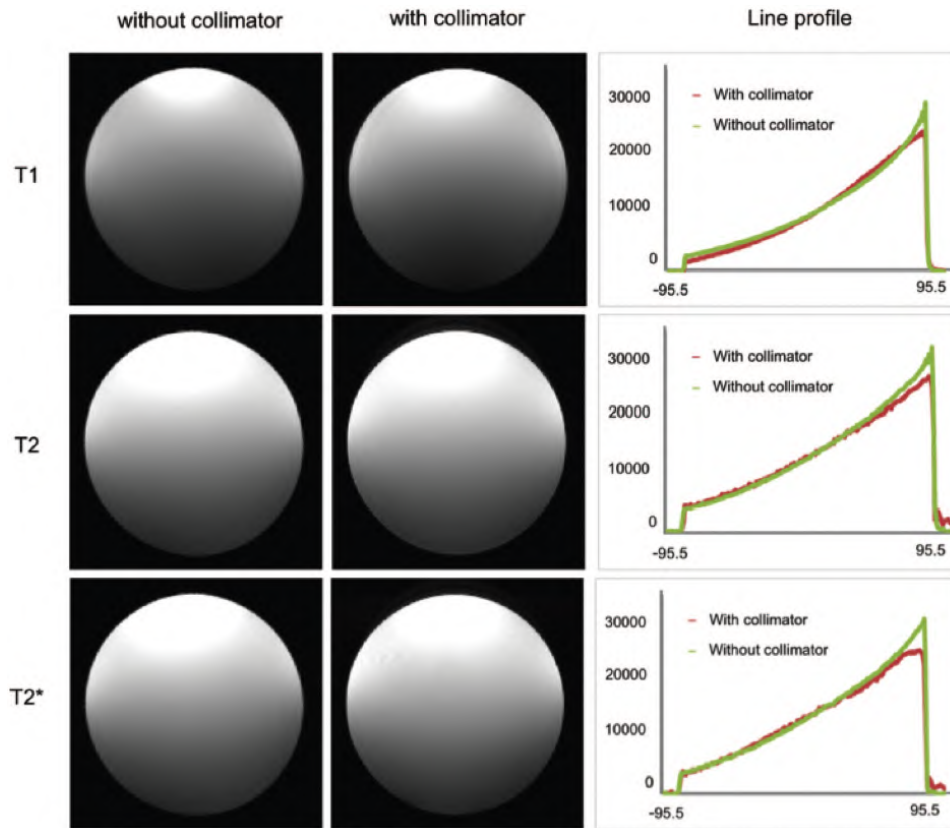 without collimator
with collimator
Line profile
T1
30000
20000
10000
0
With collimator
Without collimator
-95.5
95.5
T2
30000
20000
10000
0
With collimator
Without collimator
-95.5
95.5
T2*
30000
20000
10000
0
With collimator
Without collimator
-95.5
95.5